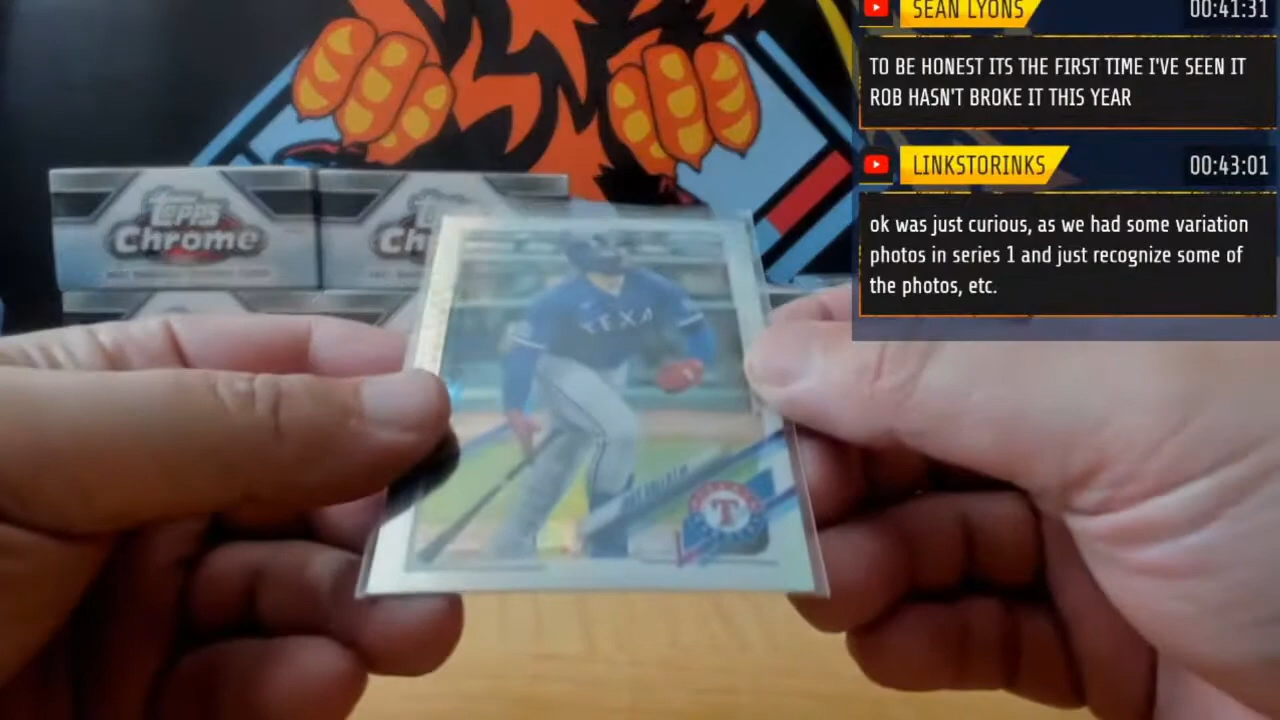 SEAN LYONS
00:41:31
TO BE HONEST ITS THE FIRST TIME I'VE SEEN IT
ROB HASN'T BROKE IT THIS YEAR
LINKSTORINKS
00:43:01
ok was just curious, as we had some variation
photos in series 1 and just recognize some of
the photos, etc.
TOPPS
Chrome
TOPPS
Ch
TEXA
T